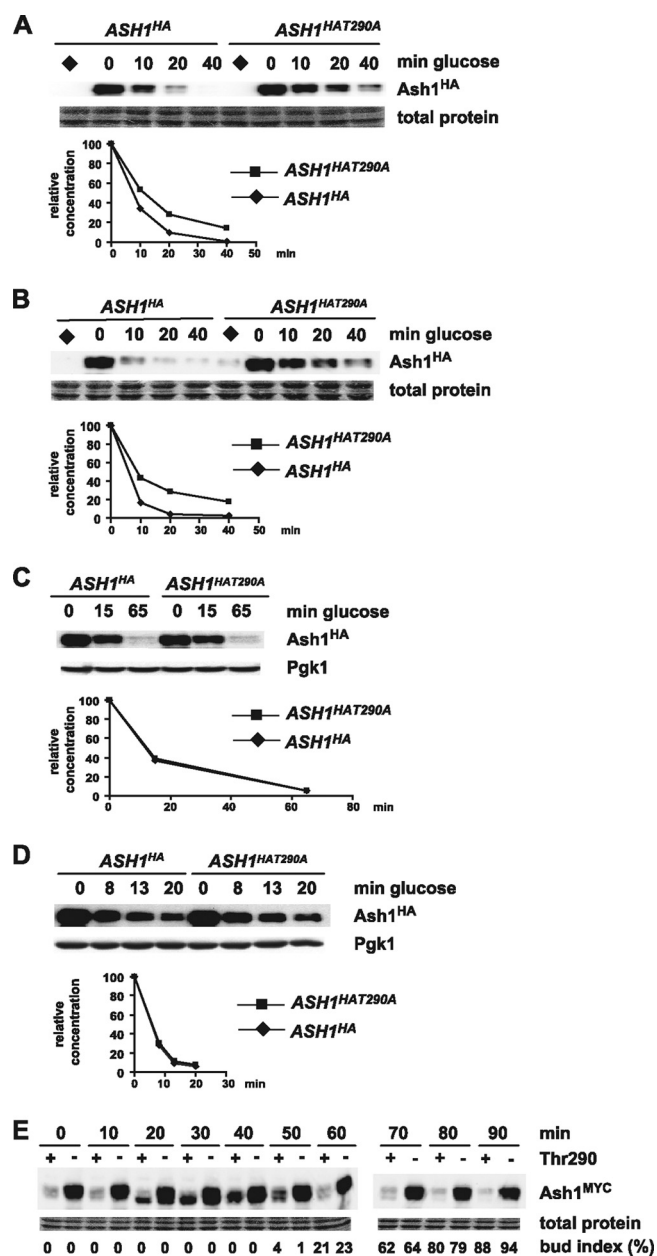 A
ASH1HA ASH1HAT290A
◆ 0 10 20 40 ◆ 0 10 20 40 min glucose
Ash1HA
total protein
relative concentration
100
80
60
40
20
0
0 10 20 30 40 50 min
ASH1HAT290A
ASH1HA
B
ASH1HA ASH1HAT290A
◆ 0 10 20 40 ◆ 0 10 20 40 min glucose
Ash1HA
total protein
relative concentration
100
80
60
40
20
0
0 10 20 30 40 50 min
ASH1HAT290A
ASH1HA
C
ASH1HA ASH1HAT290A
0 15 65 0 15 65 min glucose
Ash1HA
Pgk1
relative concentration
100
80
60
40
20
0
0 20 40 60 80 min
ASH1HAT290A
ASH1HA
D
ASH1HA ASH1HAT290A
0 8 13 20 0 8 13 20 min glucose
Ash1HA
Pgk1
relative concentration
100
80
60
40
20
0
0 10 20 30 min
ASH1HAT290A
ASH1HA
E
0 10 20 30 40 50 60 70 80 90 min
+ - + - + - + - + - + - + - + - + - + - Thr290
Ash1MYC
total protein
0 0 0 0 0 0 0 0 0 0 4 1 21 23 62 64 80 79 88 94 bud index (%)